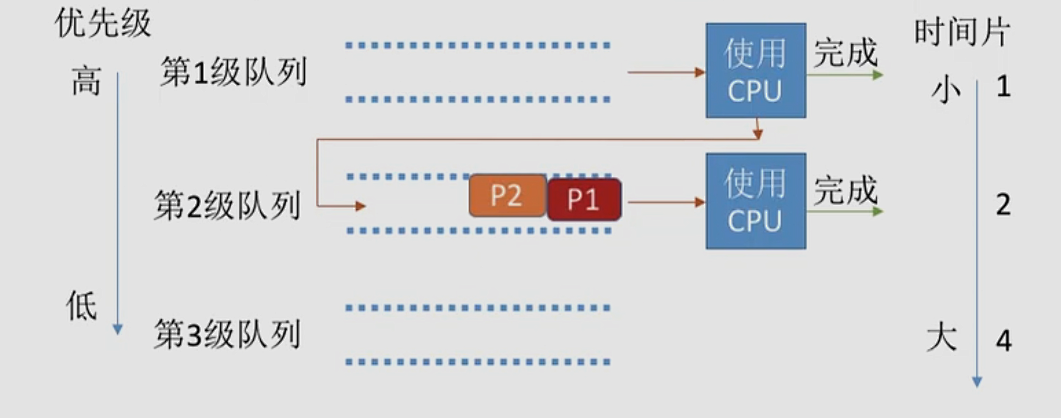 优先级
时间片
高
第1级队列
使用
CPU
完成
小
1
第2级队列
P2
P1
使用
CPU
完成
2
低
第3级队列
大
4